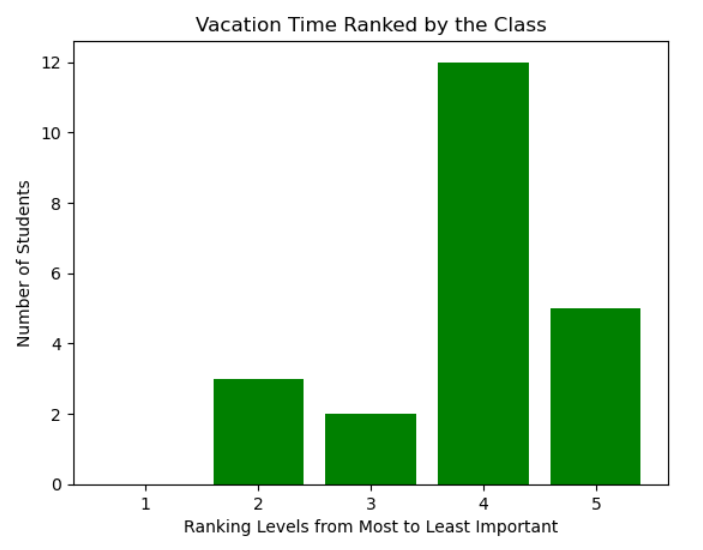 Vacation Time Ranked by the Class
Number of Students
12
10
8
6
4
2
0
1 2 3 4 5
Ranking Levels from Most to Least Important